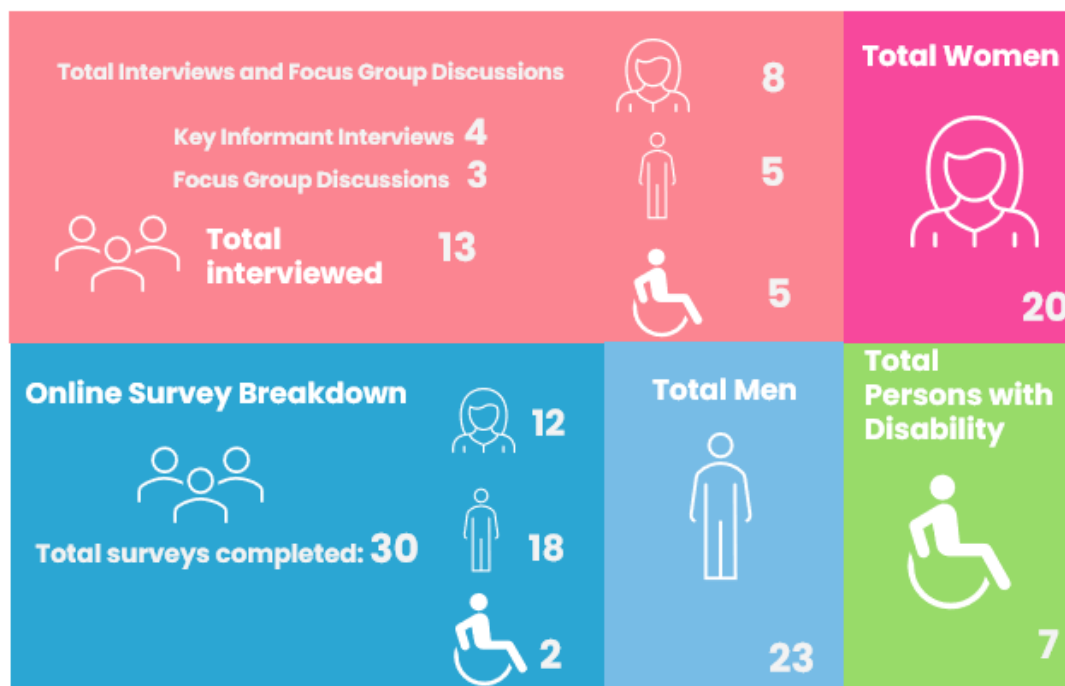 Total Interviews and Focus Group Discussions
8
Key Informant Interviews 4
Focus Group Discussions 3
5
Total
interviewed
13
5
Total Women
20
Online Survey Breakdown
12
Total surveys completed: 30
18
2
Total Men
23
Total
Persons with
Disability
7